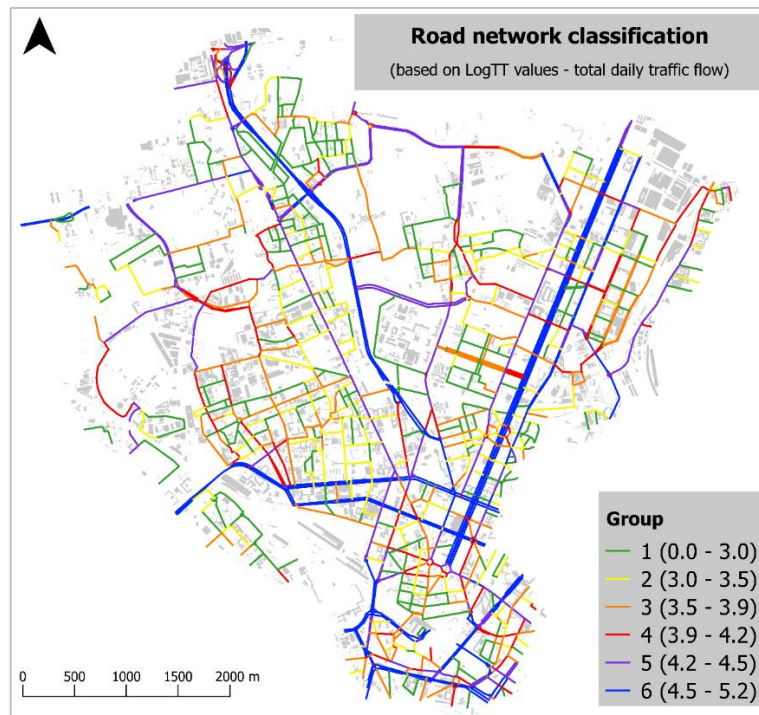 Road network classification
(based on LogTT values - total daily traffic flow)
Group
1 (0.0 - 3.0)
2 (3.0 - 3.5)
3 (3.5 - 3.9)
4 (3.9 - 4.2)
5 (4.2 - 4.5)
6 (4.5 - 5.2)
0 500 1000 1500 2000 m